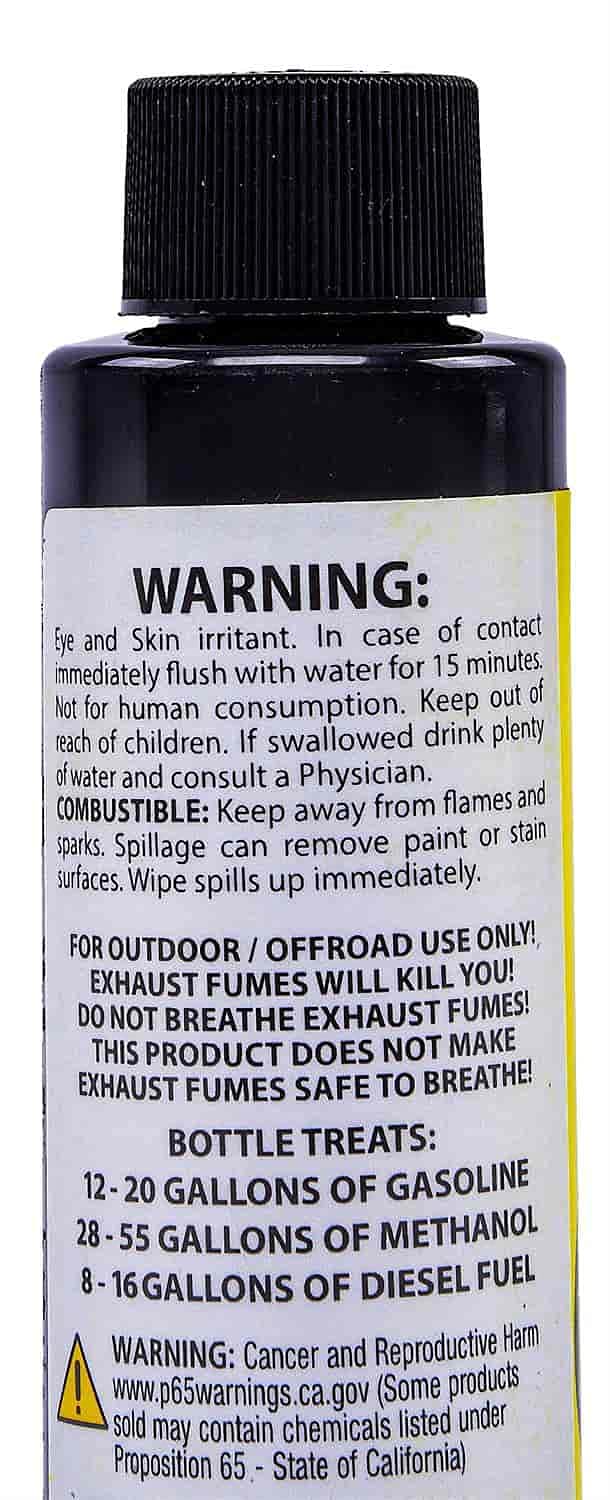 WARNING:
Eye and Skin irritant. In case of contact
immediately flush with water for 15 minutes.
Not for human consumption. Keep out of
reach of children. If swallowed drink plenty
of water and consult a Physician.
COMBUSTIBLE: Keep away from flames and
sparks. Spillage can remove paint or stain
surfaces. Wipe spills up immediately.
FOR OUTDOOR / OFFROAD USE ONLY!
EXHAUST FUMES WILL KILL YOU!
DO NOT BREATHE EXHAUST FUMES!
THIS PRODUCT DOES NOT MAKE
EXHAUST FUMES SAFE TO BREATHE!
BOTTLE TREATS:
12 - 20 GALLONS OF GASOLINE
28 - 55 GALLONS OF METHANOL
8 - 16 GALLONS OF DIESEL FUEL
WARNING: Cancer and Reproductive Harm
www.p65warnings.ca.gov (Some products
sold may contain chemicals listed under
Proposition 65 - State of California)